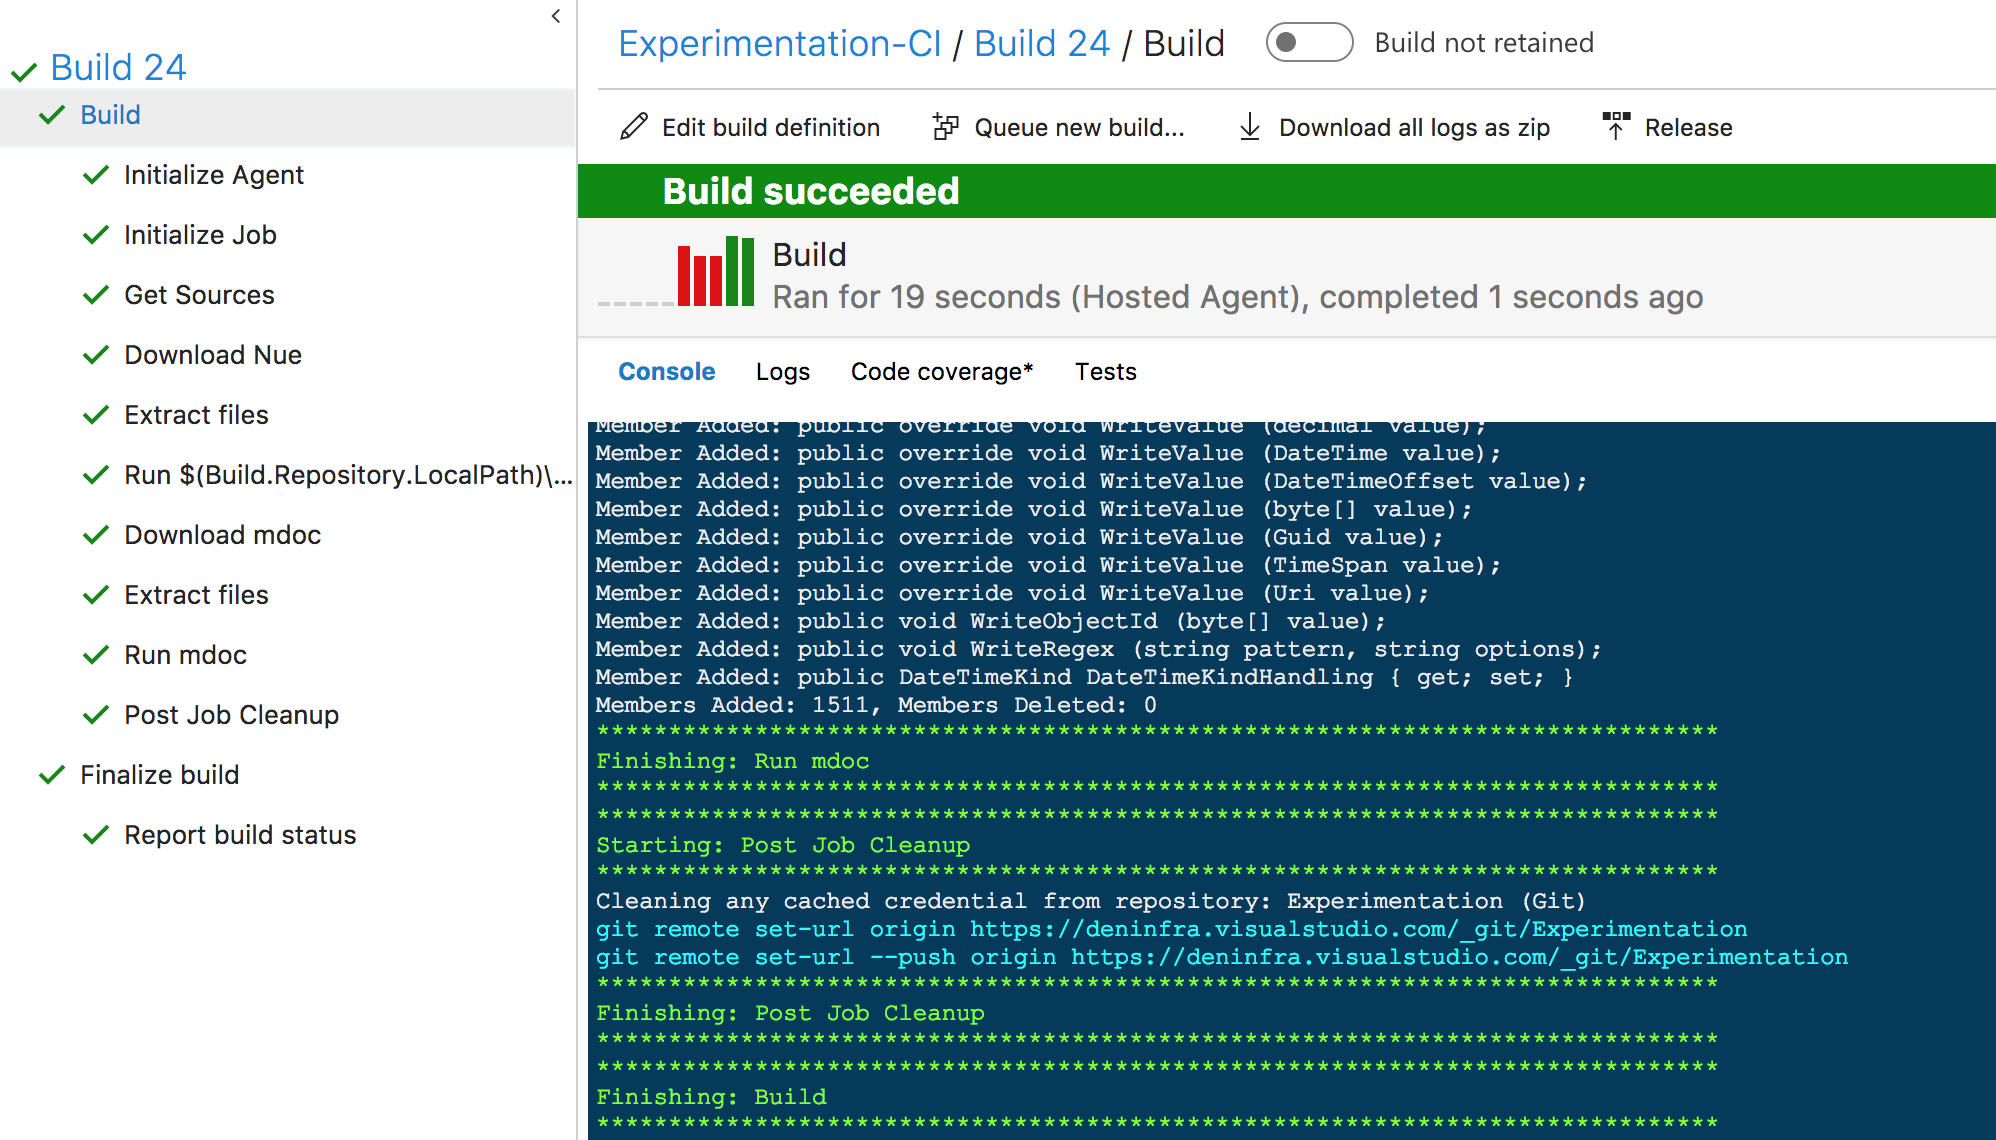 Build 24
Build
Initialize Agent
Initialize Job
Get Sources
Download Nue
Extract files
Run $(Build.Repository.LocalPath)\...
Download mdoc
Extract files
Run mdoc
Post Job Cleanup
Finalize build
Report build status
Experimentation-CI / Build 24 / Build
Build not retained
Edit build definition
Queue new build...
Download all logs as zip
Release
Build succeeded
Build
Ran for 19 seconds (Hosted Agent), completed 1 seconds ago
Console
Logs
Code coverage*
Tests
Member Added: public override void WriteValue (decimal value);
Member Added: public override void WriteValue (DateTime value);
Member Added: public override void WriteValue (DateTimeOffset value);
Member Added: public override void WriteValue (byte[] value);
Member Added: public override void WriteValue (Guid value);
Member Added: public override void WriteValue (TimeSpan value);
Member Added: public override void WriteValue (Uri value);
Member Added: public void WriteObjectId (byte[] value);
Member Added: public void WriteRegex (string pattern, string options);
Member Added: public DateTimeKind DateTimeKindHandling { get; set; }
Members Added: 1511, Members Deleted: 0
******************************************************************************
Finishing: Run mdoc
******************************************************************************
******************************************************************************
Starting: Post Job Cleanup
******************************************************************************
Cleaning any cached credential from repository: Experimentation (Git)
git remote set-url origin https://deninfra.visualstudio.com/_git/Experimentation
git remote set-url --push origin https://deninfra.visualstudio.com/_git/Experimentation
******************************************************************************
Finishing: Post Job Cleanup
******************************************************************************
******************************************************************************
Finishing: Build
******************************************************************************